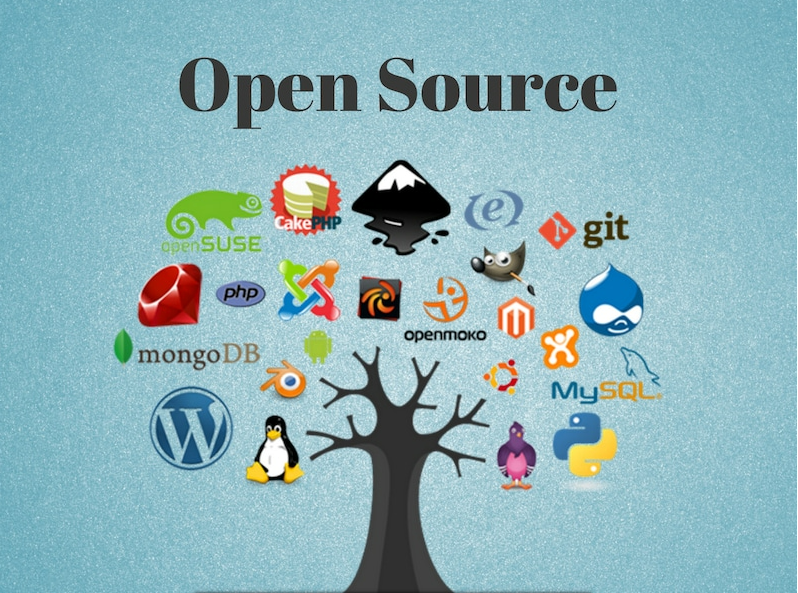 Open Source
openSUSE
CakePHP
e
git
php
openmoko
mongoDB
MySQL®
W